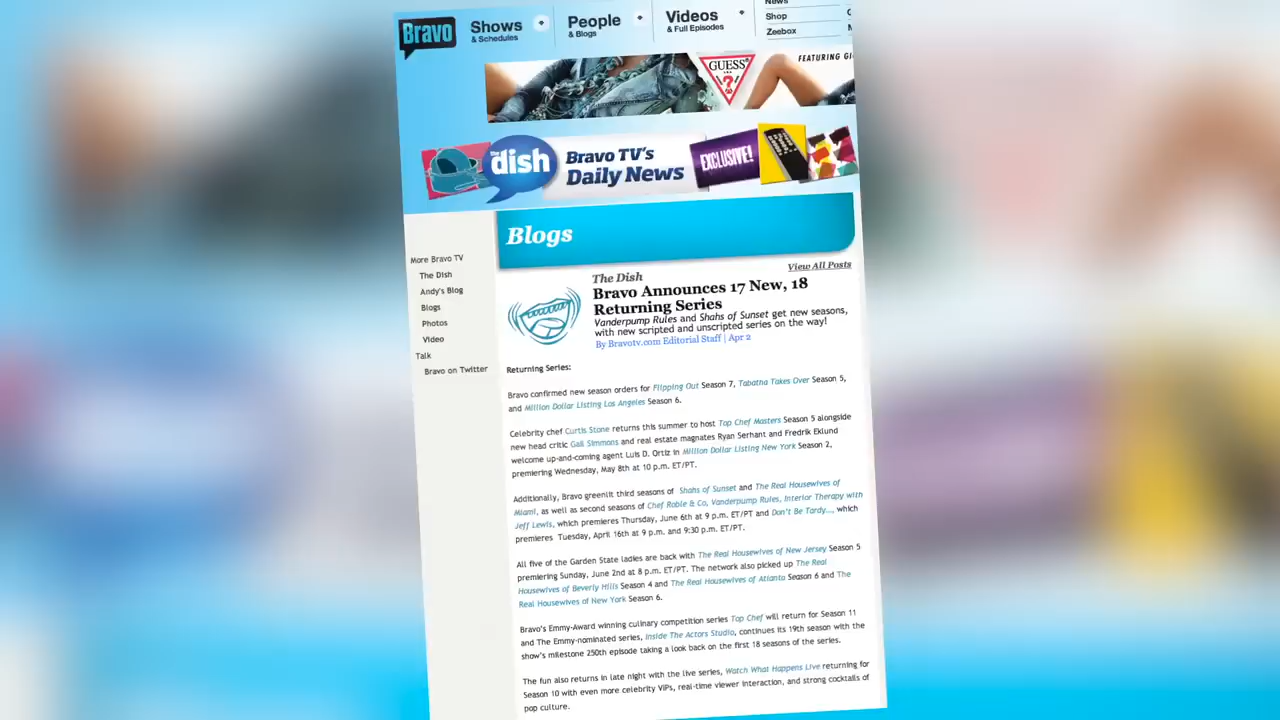 Bravo
Shows
& Schedules
People
& Blogs
Videos
& Full Episodes
News
Shop
Zeebox
GUESS
?
FEATURING
the dish
Bravo TV's
Daily News
EXCLUSIVE!
Blogs
More Bravo TV
The Dish
Andy's Blog
Blogs
Photos
Video
Talk
Bravo on Twitter
View All Posts
The Dish
Bravo Announces 17 New, 18
Returning Series
Vanderpump Rules and Shahs of Sunset get new seasons,
with new scripted and unscripted series on the way!
By Bravotv.com Editorial Staff | Apr 2
Returning Series:
Bravo confirmed new season orders for Flipping Out Season 7, Tabatha Takes Over Season 5,
and Million Dollar Listing Los Angeles Season 6.
Celebrity chef Curtis Stone returns this summer to host Top Chef Masters Season 5 alongside
new head critic Gail Simmons and real estate magnates Ryan Serhant and Fredrik Eklund
welcome up-and-coming agent Luis D. Ortiz in Million Dollar Listing New York Season 2,
premiering Wednesday, May 8th at 10 p.m. ET/PT.
Additionally, Bravo greenlit third seasons of Shahs of Sunset and The Real Housewives of
Miami, as well as second seasons of Chef Roble & Co, Vanderpump Rules, Interior Therapy with
Jeff Lewis, which premieres Thursday, June 6th at 9 p.m. ET/PT and Don't Be Tardy..., which
premieres Tuesday, April 16th at 9 p.m. and 9:30 p.m. ET/PT.
All five of the Garden State ladies are back with The Real Housewives of New Jersey Season 5
premiering Sunday, June 2nd at 8 p.m. ET/PT. The network also picked up The Real
Housewives of Beverly Hills Season 4 and The Real Housewives of Atlanta Season 6 and The
Real Housewives of New York Season 6.
Bravo's Emmy-Award winning culinary competition series Top Chef will return for Season 11
and The Emmy-nominated series, Inside The Actors Studio, continues its 19th season with the
show's milestone 250th episode taking a look back on the first 18 seasons of the series.
The fun also returns in late night with the live series, Watch What Happens Live returning for
Season 10 with even more celebrity VIPs, real-time viewer interaction, and strong cocktails of
pop culture.